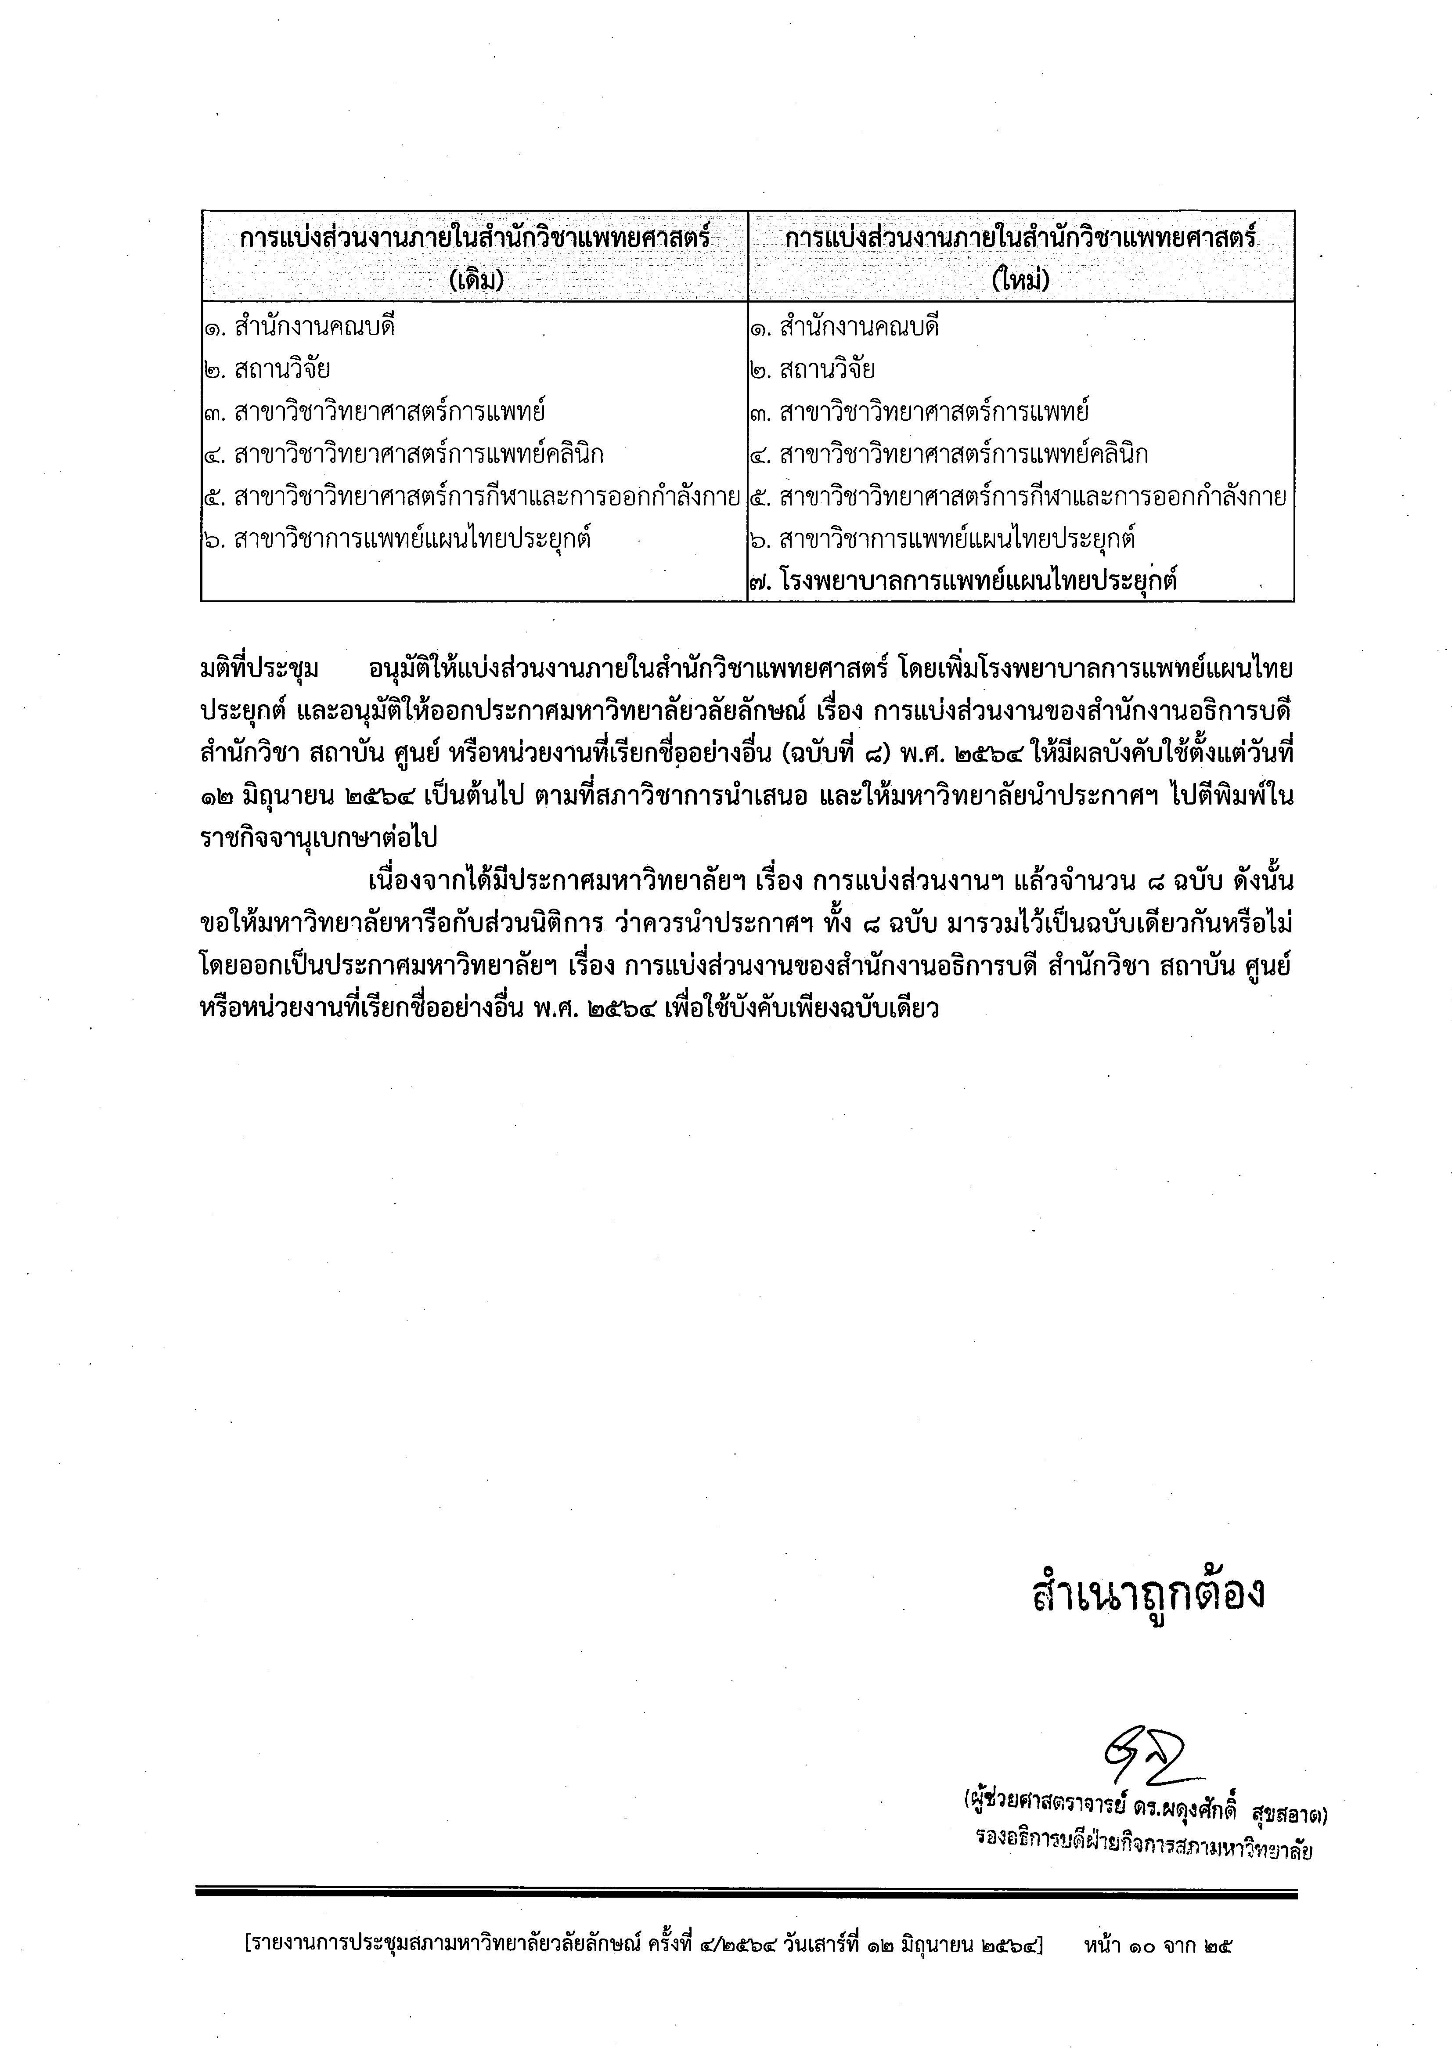 การแบ่งส่วนงานภายในสำนักวิชาแพทยศาสตร์
(เดิม)
การแบ่งส่วนงานภายในสำนักวิชาแพทยศาสตร์
(ใหม่)
๑. สำนักงานคณบดี
๒. สถานวิจัย
๓. สาขาวิชาวิทยาศาสตร์การแพทย์
๔. สาขาวิชาวิทยาศาสตร์การแพทย์คลินิก
๕. สาขาวิชาวิทยาศาสตร์การกีฬาและการออกกำลังกาย
๖. สาขาวิชาการแพทย์แผนไทยประยุกต์
๑. สำนักงานคณบดี
๒. สถานวิจัย
๓. สาขาวิชาวิทยาศาสตร์การแพทย์
๔. สาขาวิชาวิทยาศาสตร์การแพทย์คลินิก
๕. สาขาวิชาวิทยาศาสตร์การกีฬาและการออกกำลังกาย
๖. สาขาวิชาการแพทย์แผนไทยประยุกต์
๗. โรงพยาบาลการแพทย์แผนไทยประยุกต์
มติที่ประชุม อนุมัติให้แบ่งส่วนงานภายในสำนักวิชาแพทยศาสตร์ โดยเพิ่มโรงพยาบาลการแพทย์แผนไทย
ประยุกต์ และอนุมัติให้ออกประกาศมหาวิทยาลัยวลัยลักษณ์ เรื่อง การแบ่งส่วนงานของสำนักงานอธิการบดี
สำนักวิชา สถาบัน ศูนย์ หรือหน่วยงานที่เรียกชื่ออย่างอื่น (ฉบับที่ ๘) พ.ศ. ๒๕๖๔ ให้มีผลบังคับใช้ตั้งแต่วันที่
๑๒ มิถุนายน ๒๕๖๔ เป็นต้นไป ตามที่สภาวิชาการนำเสนอ และให้มหาวิทยาลัยนำประกาศฯ ไปตีพิมพ์ใน
ราชกิจจานุเบกษาต่อไป
เนื่องจากได้มีประกาศมหาวิทยาลัยฯ เรื่อง การแบ่งส่วนงานฯ แล้วจำนวน ๘ ฉบับ ดังนั้น
ขอให้มหาวิทยาลัยหารือกับส่วนนิติการ ว่าควรนำประกาศฯ ทั้ง ๘ ฉบับ มารวมไว้เป็นฉบับเดียวกันหรือไม่
โดยออกเป็นประกาศมหาวิทยาลัยฯ เรื่อง การแบ่งส่วนงานของสำนักงานอธิการบดี สำนักวิชา สถาบัน ศูนย์
หรือหน่วยงานที่เรียกชื่ออย่างอื่น พ.ศ. ๒๕๖๔ เพื่อใช้บังคับเพียงฉบับเดียว
สำเนาถูกต้อง
(ผู้ช่วยศาสตราจารย์ ดร.ผดุงศักดิ์ สุขสอาด)
รองอธิการบดีฝ่ายกิจการสภามหาวิทยาลัย
[รายงานการประชุมสภามหาวิทยาลัยวลัยลักษณ์ ครั้งที่ ๔/๒๕๖๔ วันเสาร์ที่ ๑๒ มิถุนายน ๒๕๖๔] หน้า ๑๐ จาก ๒๕